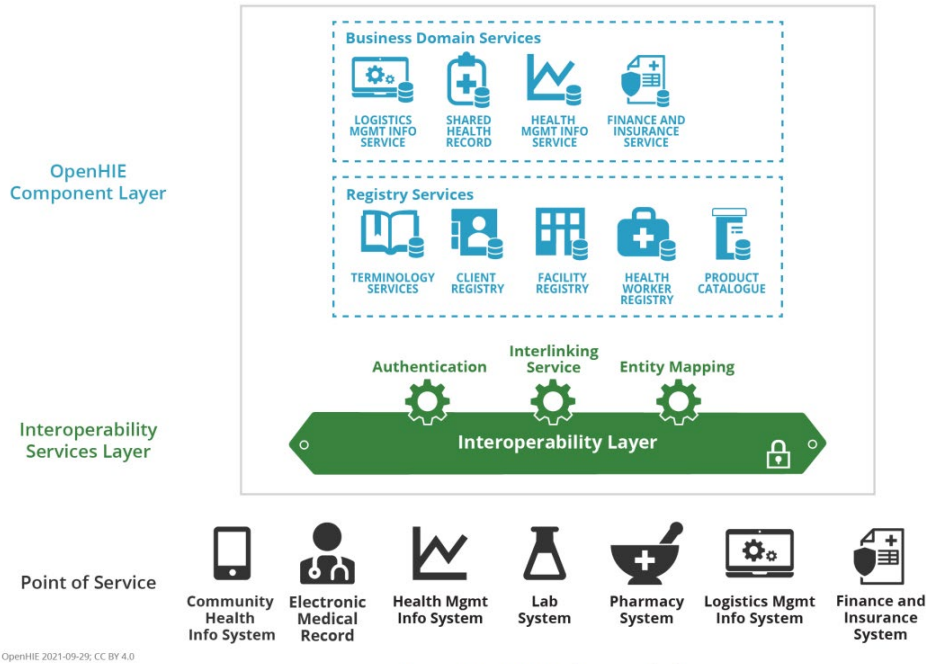 Business Domain Services
LOGISTICS
MGMT INFO
SERVICE
SHARED
HEALTH
RECORD
HEALTH
MGMT INFO
SERVICE
FINANCE AND
INSURANCE
SERVICE
OpenHIE
Component Layer
Registry Services
TERMINOLOGY
SERVICES
CLIENT
REGISTRY
FACILITY
REGISTRY
HEALTH
WORKER
REGISTRY
PRODUCT
CATALOGUE
Authentication
Interlinking
Service
Entity Mapping
Interoperability
Services Layer
Interoperability Layer
Point of Service
Community
Health
Info System
Electronic
Medical
Record
Health Mgmt
Info System
Lab
System
Pharmacy
System
Logistics Mgmt
Info System
Finance and
Insurance
System
OpenHIE 2021-09-29; CC BY 4.0